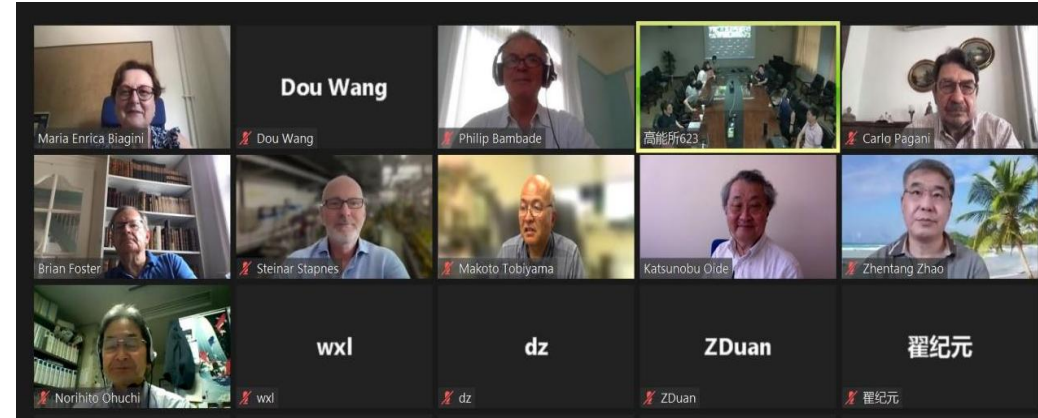 Maria Enrica Biagini
Dou Wang
Dou Wang
Philip Bambade
高能所623
Carlo Pagani
Brian Foster
Steinar Stapnes
Makoto Tobiyama
Katsunobu Oide
Zhentang Zhao
Norihito Ohuchi
wxl
wxl
dz
dz
ZDuan
ZDuan
翟纪元
翟纪元